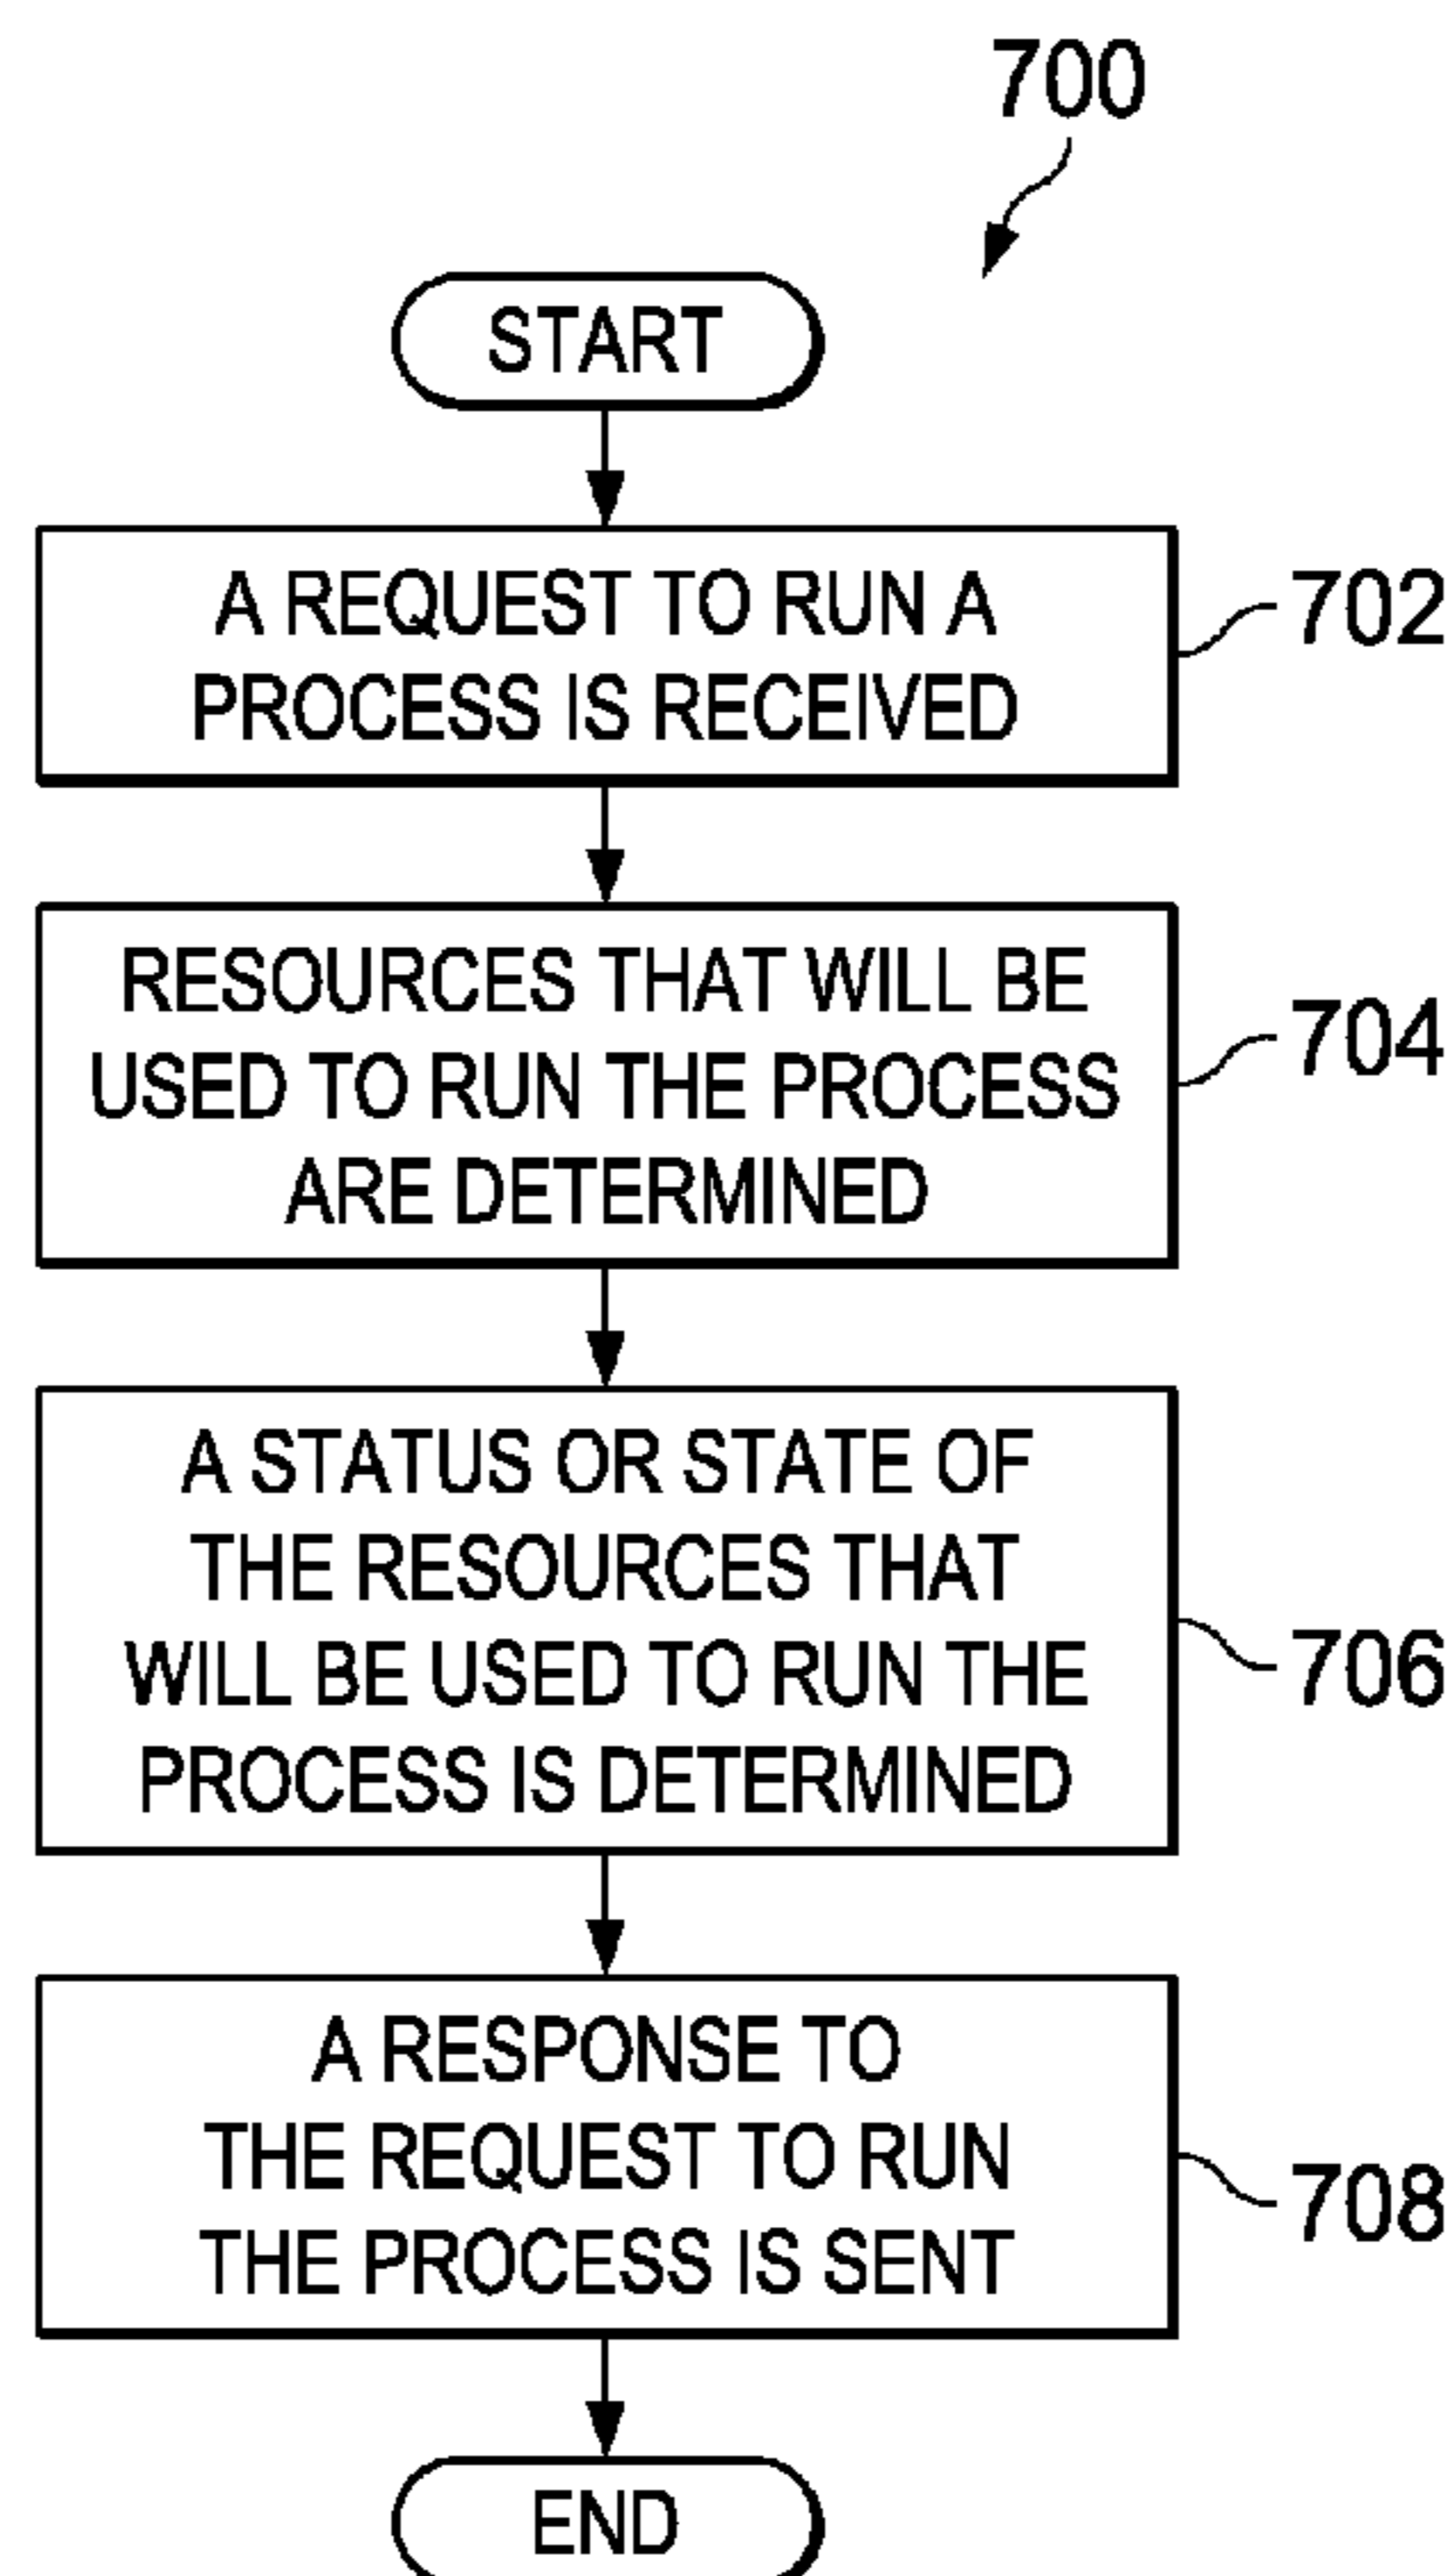 700
START
A REQUEST TO RUN A
PROCESS IS RECEIVED
702
RESOURCES THAT WILL BE
USED TO RUN THE PROCESS
ARE DETERMINED
704
A STATUS OR STATE OF
THE RESOURCES THAT
WILL BE USED TO RUN THE
PROCESS IS DETERMINED
706
A RESPONSE TO
THE REQUEST TO RUN
THE PROCESS IS SENT
708
END